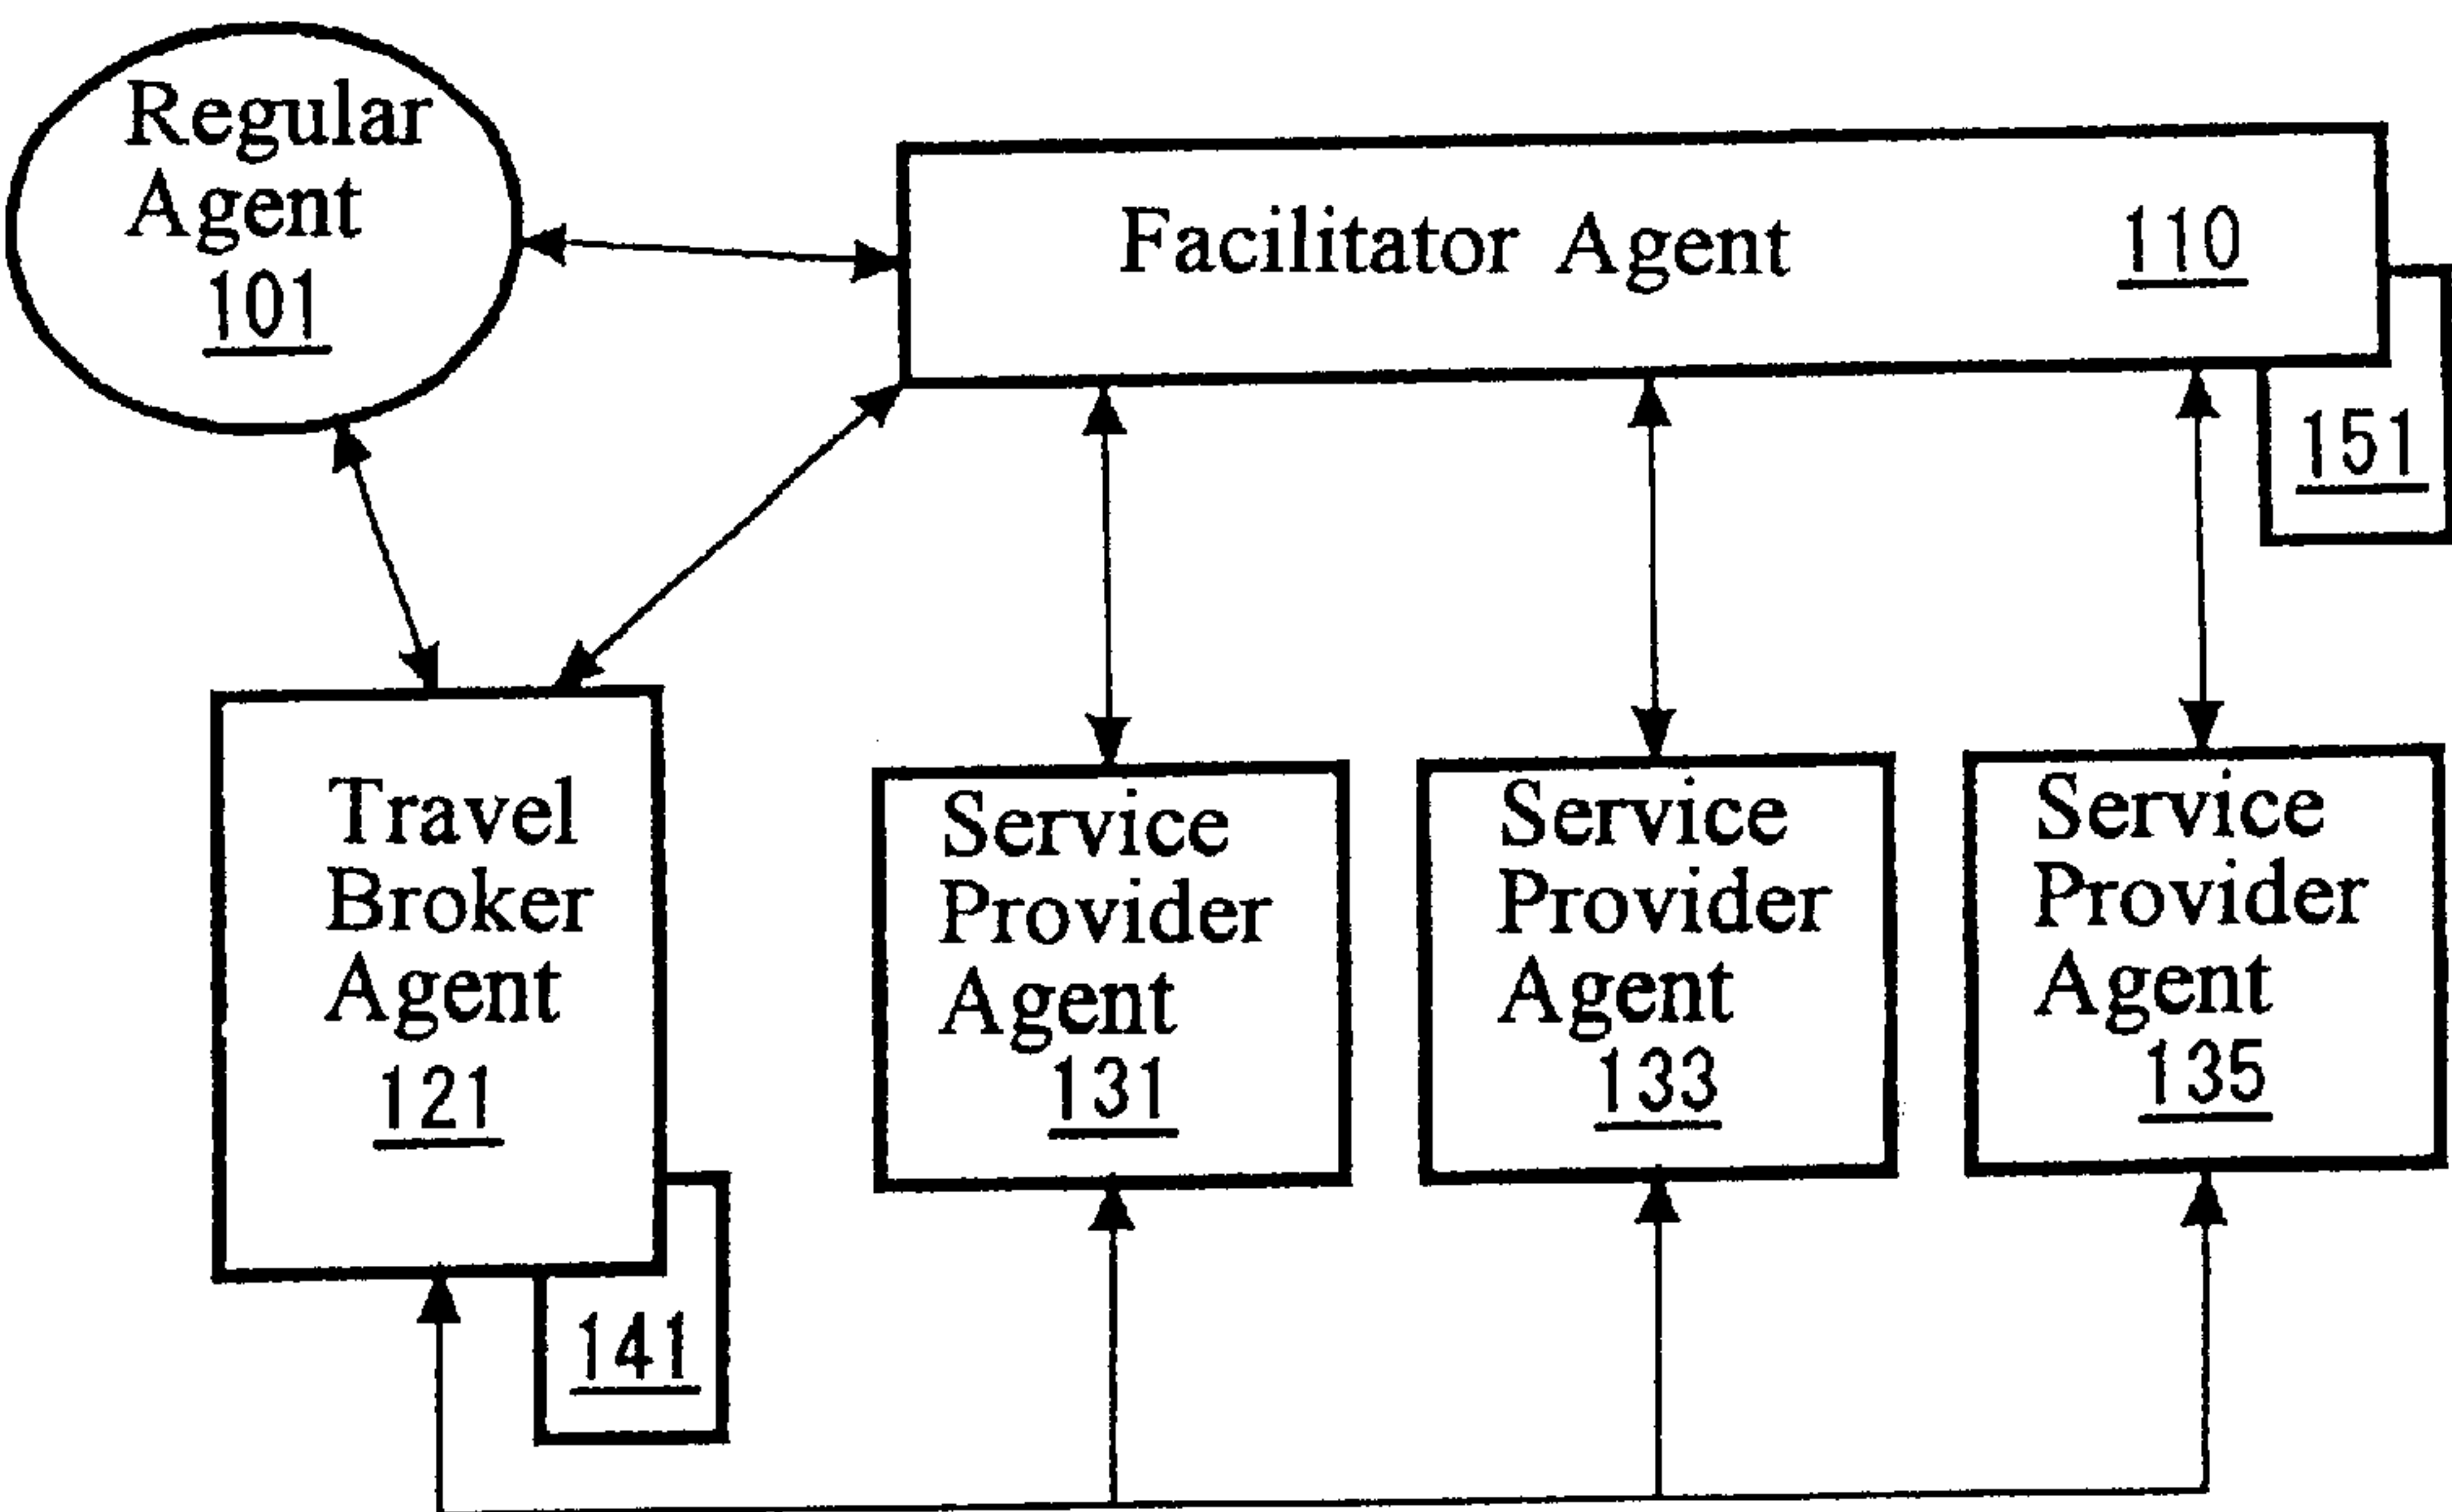 Regular
Agent
101
Facilitator Agent 110
151
Travel
Broker
Agent
121
141
Service
Provider
Agent
131
Service
Provider
Agent
133
Service
Provider
Agent
135